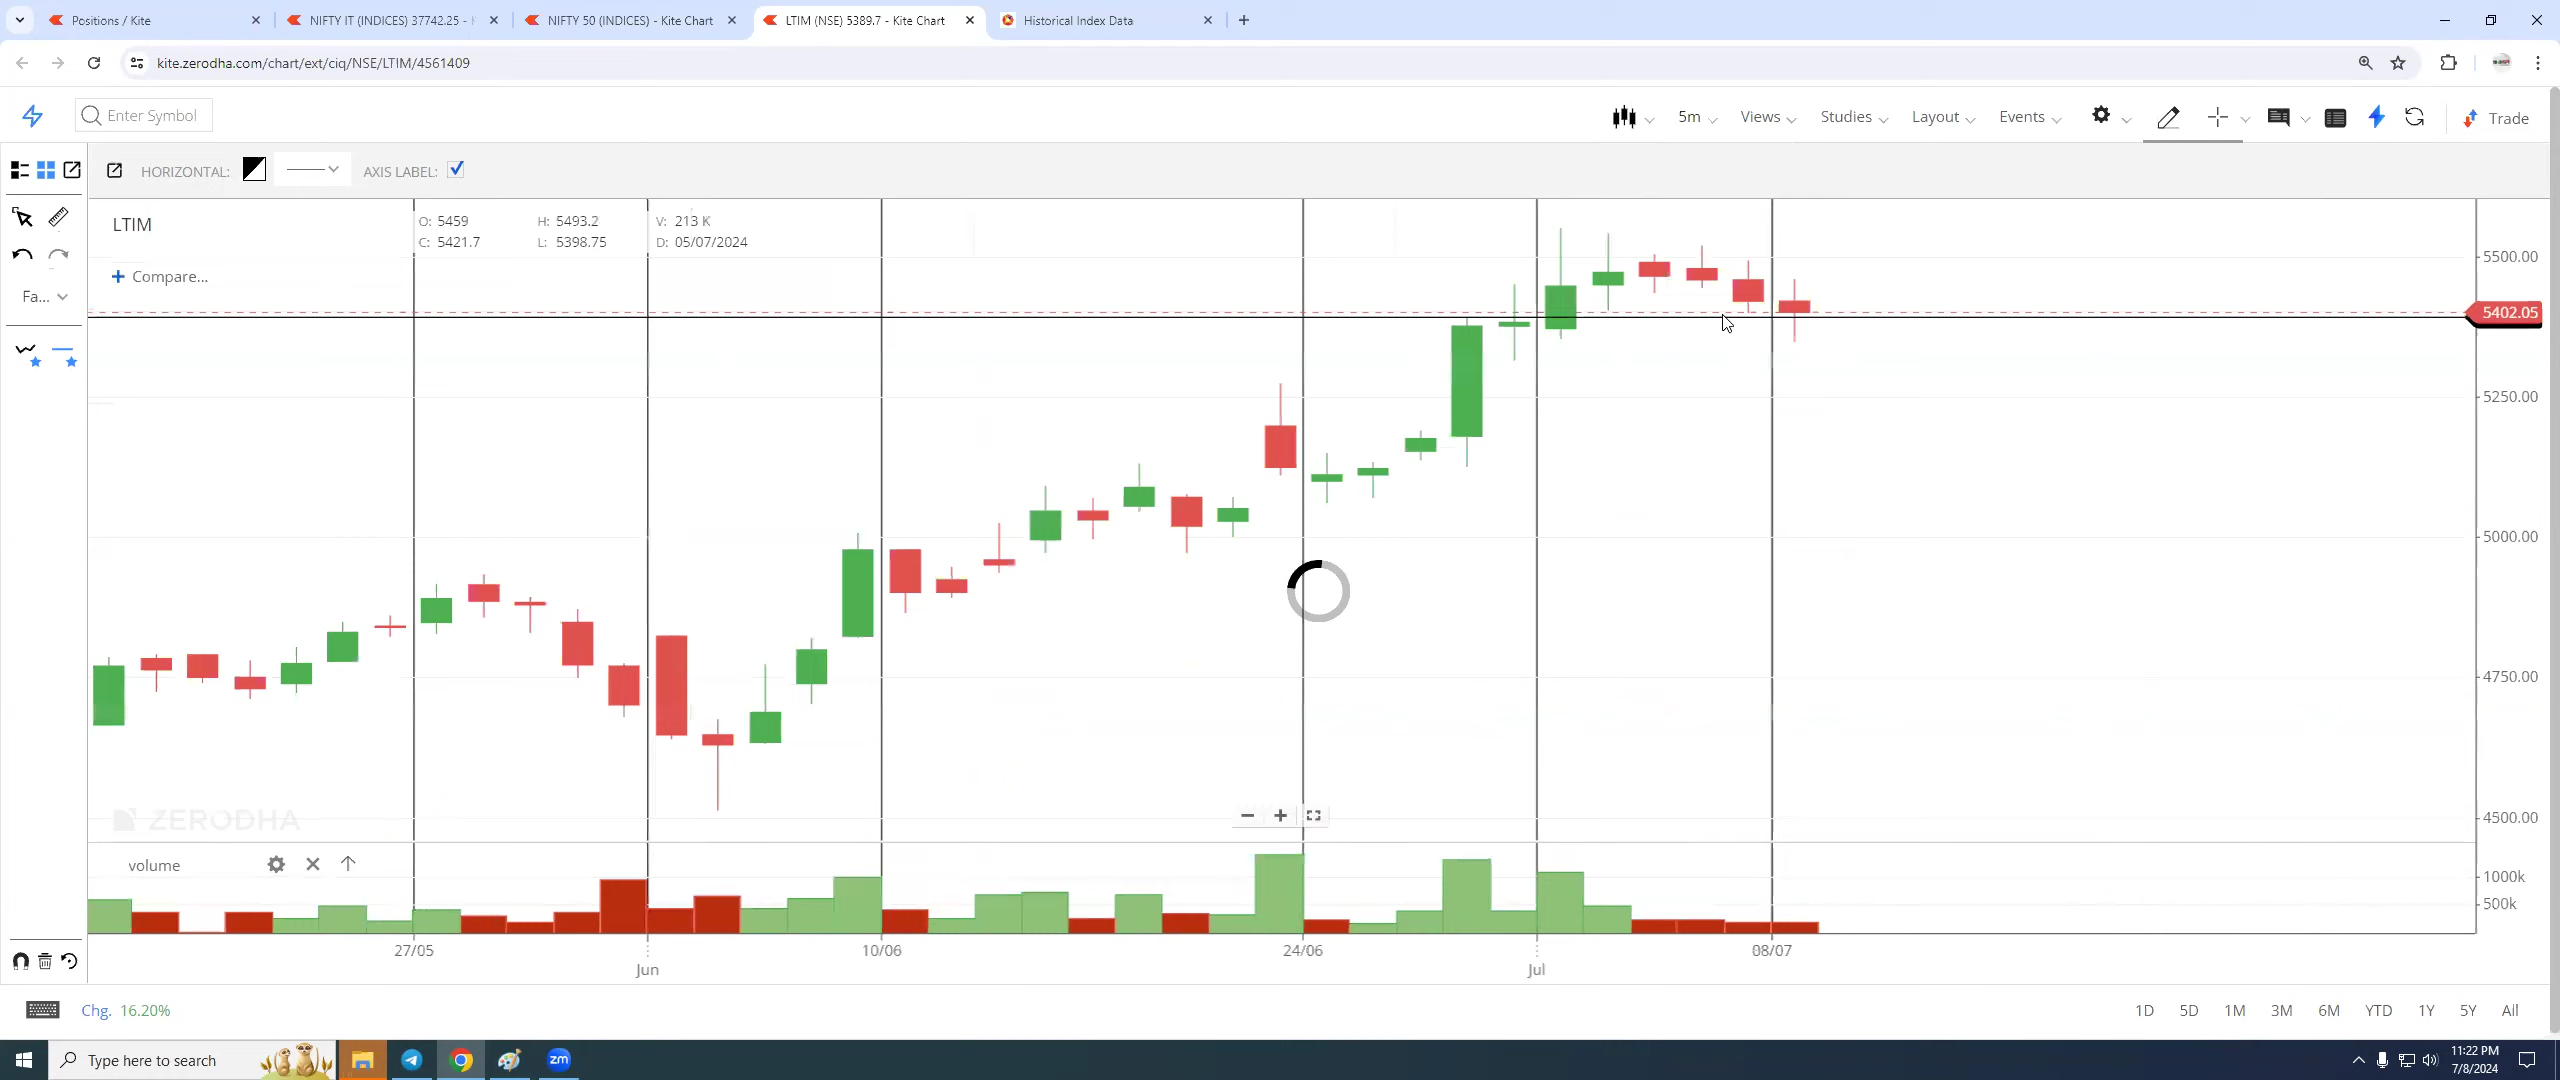 Positions / Kite
NIFTY IT (INDICES) 37742.25 -
NIFTY 50 (INDICES) - Kite Chart
LTIM (NSE) 5389.7 - Kite Chart
Historical Index Data
kite.zerodha.com/chart/ext/ciq/NSE/LTIM/4561409
Enter Symbol
5m
Views
Studies
Layout
Events
Trade
HORIZONTAL:
AXIS LABEL:
LTIM
O: 5459 H: 5493.2 V: 213 K
C: 5421.7 L: 5398.75 D: 05/07/2024
+ Compare...
Fa...
5500.00
5402.05
5250.00
5000.00
4750.00
4500.00
ZERODHA
volume
1000k
500k
27/05 10/06 24/06 08/07
Jun Jul
Chg. 16.20%
1D 5D 1M 3M 6M YTD 1Y 5Y All
Type here to search
zm
11:22 PM
7/8/2024